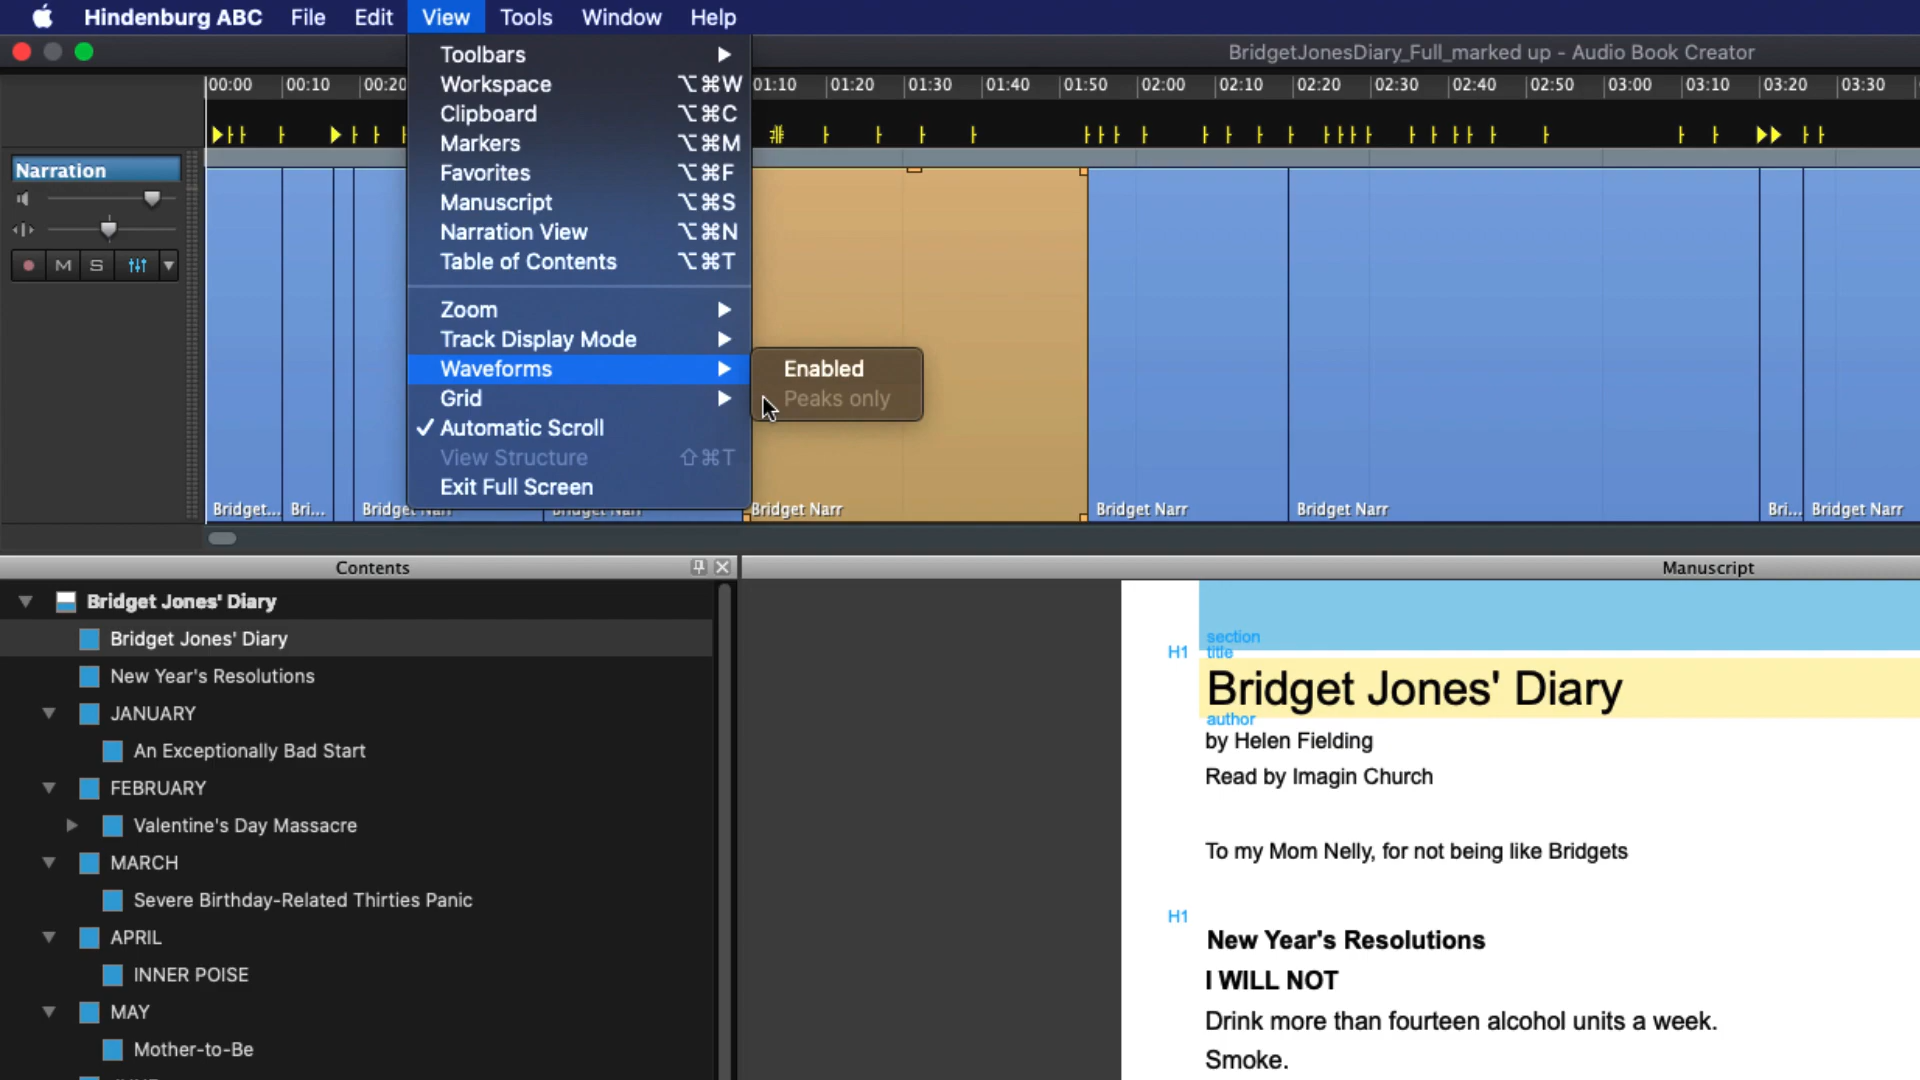 Hindenburg ABC File Edit View Tools Window Help
BridgetJonesDiary_Full_marked up - Audio Book Creator
00:00 00:10 00:20 01:10 01:20 01:30 01:40 01:50 02:00 02:10 02:20 02:30 02:40 02:50 03:00 03:10 03:20 03:30
Narration
M S
Toolbars
Workspace ⌥⌘W
Clipboard ⌥⌘C
Markers ⌥⌘M
Favorites ⌥⌘F
Manuscript ⌥⌘S
Narration View ⌥⌘N
Table of Contents ⌥⌘T
Zoom
Track Display Mode
Waveforms
Grid
✓ Automatic Scroll
View Structure ⇧⌘T
Exit Full Screen
Enabled
Peaks only
Bridget... Bri... Bridget Narr Bridget Narr Bridget Narr Bridget Narr Bridget Narr Bri... Bridget Narr
Contents
Bridget Jones' Diary
Bridget Jones' Diary
New Year's Resolutions
JANUARY
An Exceptionally Bad Start
FEBRUARY
Valentine's Day Massacre
MARCH
Severe Birthday-Related Thirties Panic
APRIL
INNER POISE
MAY
Mother-to-Be
Manuscript
section
H1 title
Bridget Jones' Diary
author
by Helen Fielding
Read by Imagin Church
To my Mom Nelly, for not being like Bridgets
H1
New Year's Resolutions
I WILL NOT
Drink more than fourteen alcohol units a week.
Smoke.